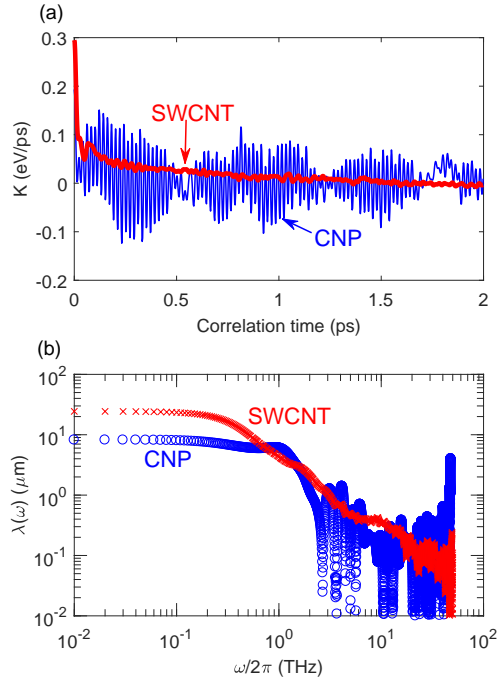 (a)
0.3
0.2
0.1
0
-0.1
-0.2
K (eV/ps)
SWCNT
CNP
0 0.5 1 1.5 2
Correlation time (ps)
(b)
10²
10¹
10⁰
10⁻¹
10⁻²
λ(ω) (μm)
SWCNT
CNP
10⁻² 10⁻¹ 10⁰ 10¹ 10²
ω/2π (THz)